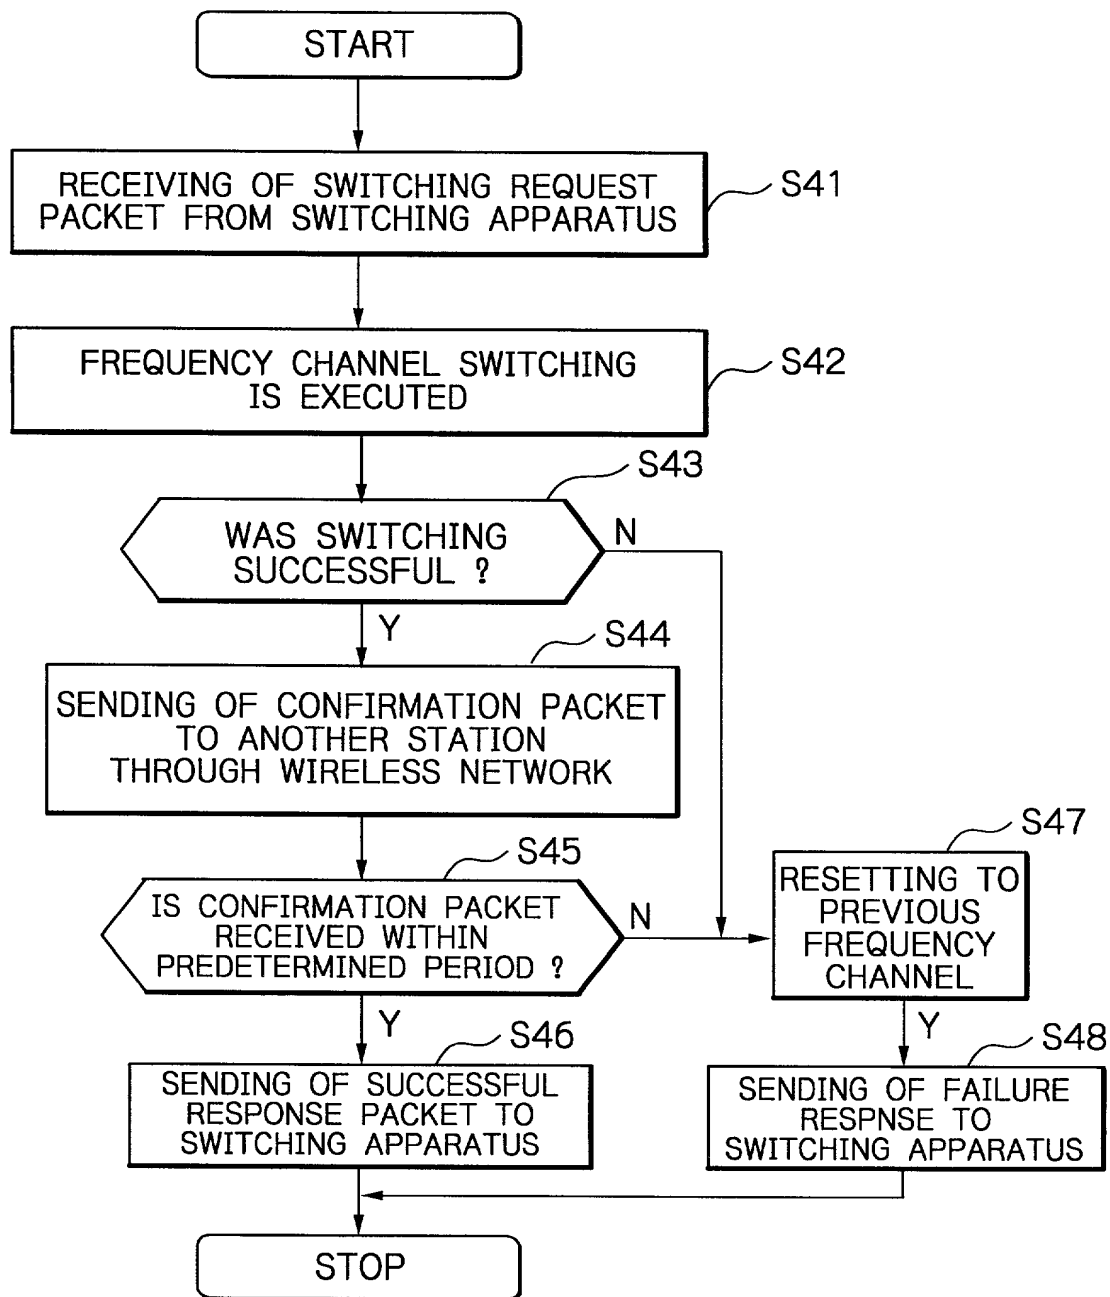 START
RECEIVING OF SWITCHING REQUEST
PACKET FROM SWITCHING APPARATUS
S41
FREQUENCY CHANNEL SWITCHING
IS EXECUTED
S42
S43
WAS SWITCHING
SUCCESSFUL ?
N
Y
S44
SENDING OF CONFIRMATION PACKET
TO ANOTHER STATION
THROUGH WIRELESS NETWORK
S45
IS CONFIRMATION PACKET
RECEIVED WITHIN
PREDETERMINED PERIOD ?
N
Y
S47
RESETTING TO
PREVIOUS
FREQUENCY
CHANNEL
Y
S46
SENDING OF SUCCESSFUL
RESPONSE PACKET TO
SWITCHING APPARATUS
S48
SENDING OF FAILURE
RESPNSE TO
SWITCHING APPARATUS
STOP